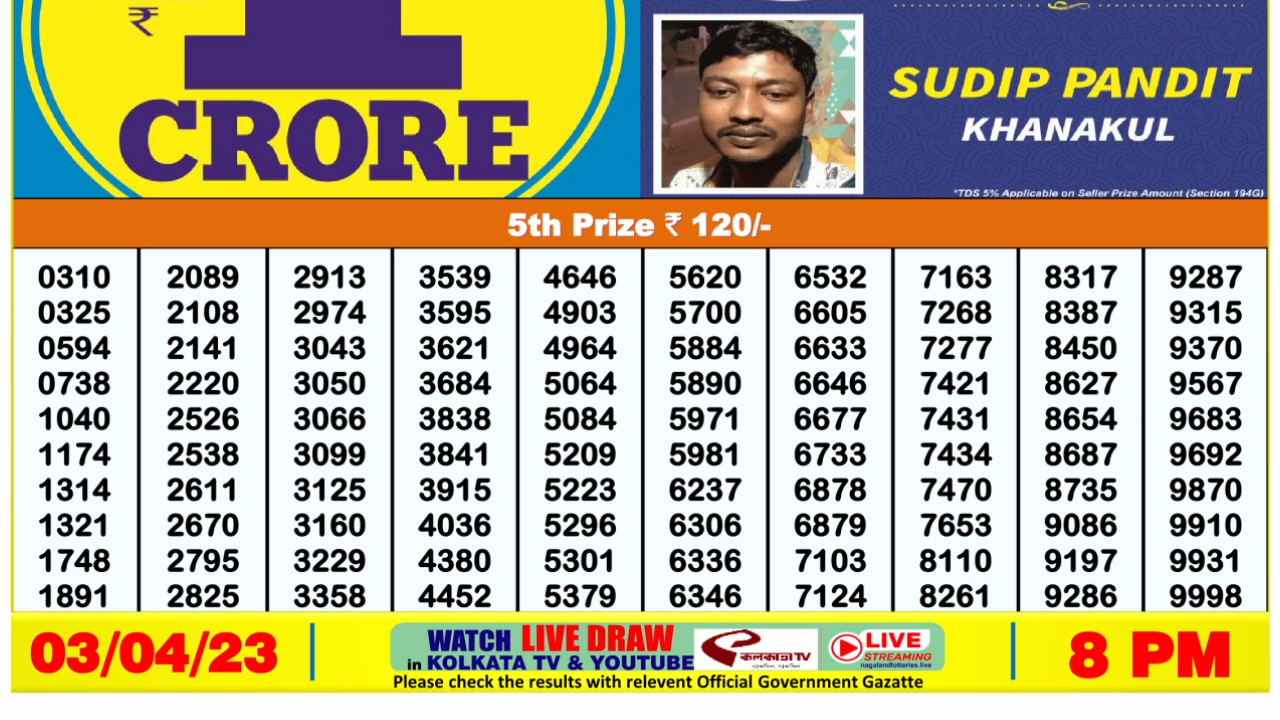 ₹
1
CRORE
SUDIP PANDIT
KHANAKUL
*TDS 5% Applicable on Seller Prize Amount (Section 194G)
5th Prize ₹ 120/-
0310 2089 2913 3539 4646 5620 6532 7163 8317 9287
0325 2108 2974 3595 4903 5700 6605 7268 8387 9315
0594 2141 3043 3621 4964 5884 6633 7277 8450 9370
0738 2220 3050 3684 5064 5890 6646 7421 8627 9567
1040 2526 3066 3838 5084 5971 6677 7431 8654 9683
1174 2538 3099 3841 5209 5981 6733 7434 8687 9692
1314 2611 3125 3915 5223 6237 6878 7470 8735 9870
1321 2670 3160 4036 5296 6306 6879 7653 9086 9910
1748 2795 3229 4380 5301 6336 7103 8110 9197 9931
1891 2825 3358 4452 5379 6346 7124 8261 9286 9998
03/04/23
WATCH LIVE DRAW
in KOLKATA TV & YOUTUBE
কলকাতা TV
LIVE
STREAMING
nagalandlotteries.live
8 PM
Please check the results with relevent Official Government Gazatte